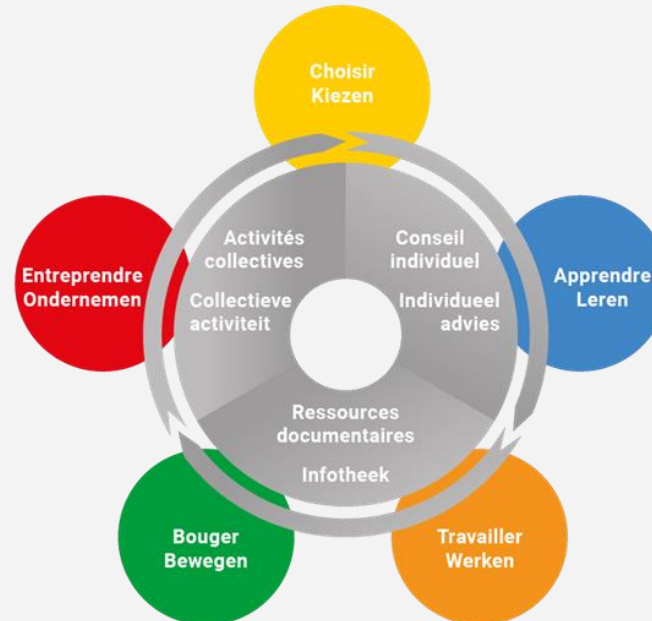 Choisir
Kiezen
Activités
collectives
Collectieve
activiteit
Conseil
individuel
Individueel
advies
Entreprendre
Ondernemen
Apprendre
Leren
Ressources
documentaires
Infotheek
Bouger
Bewegen
Travailler
Werken